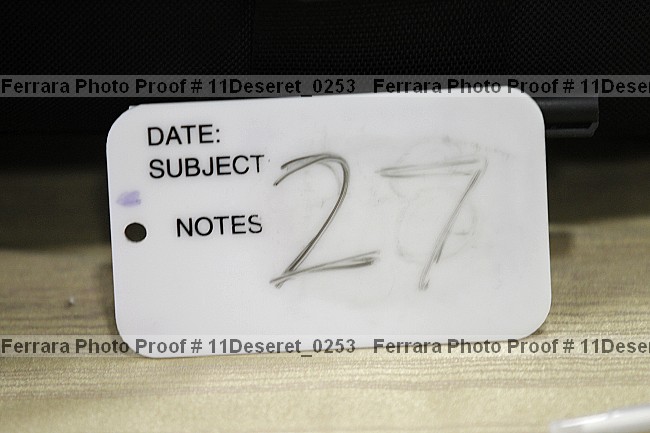 Ferrara Photo Proof # 11Deseret_0253 Ferrara Photo Proof # 11Deser
DATE:
SUBJECT
27
NOTES
Ferrara Photo Proof # 11Deseret_0253 Ferrara Photo Proof # 11Deser